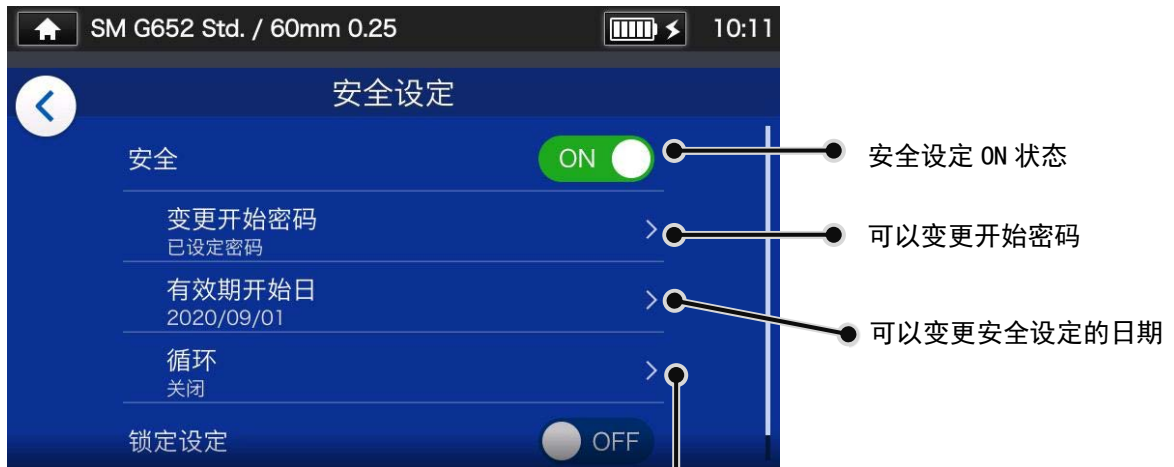 SM G652 Std. / 60mm 0.25 10:11
安全设定
安全 ON 安全设定 ON 状态
变更开始密码
已设定密码 可以变更开始密码
有效期开始日
2020/09/01 可以变更安全设定的日期
循环
关闭
锁定设定 OFF